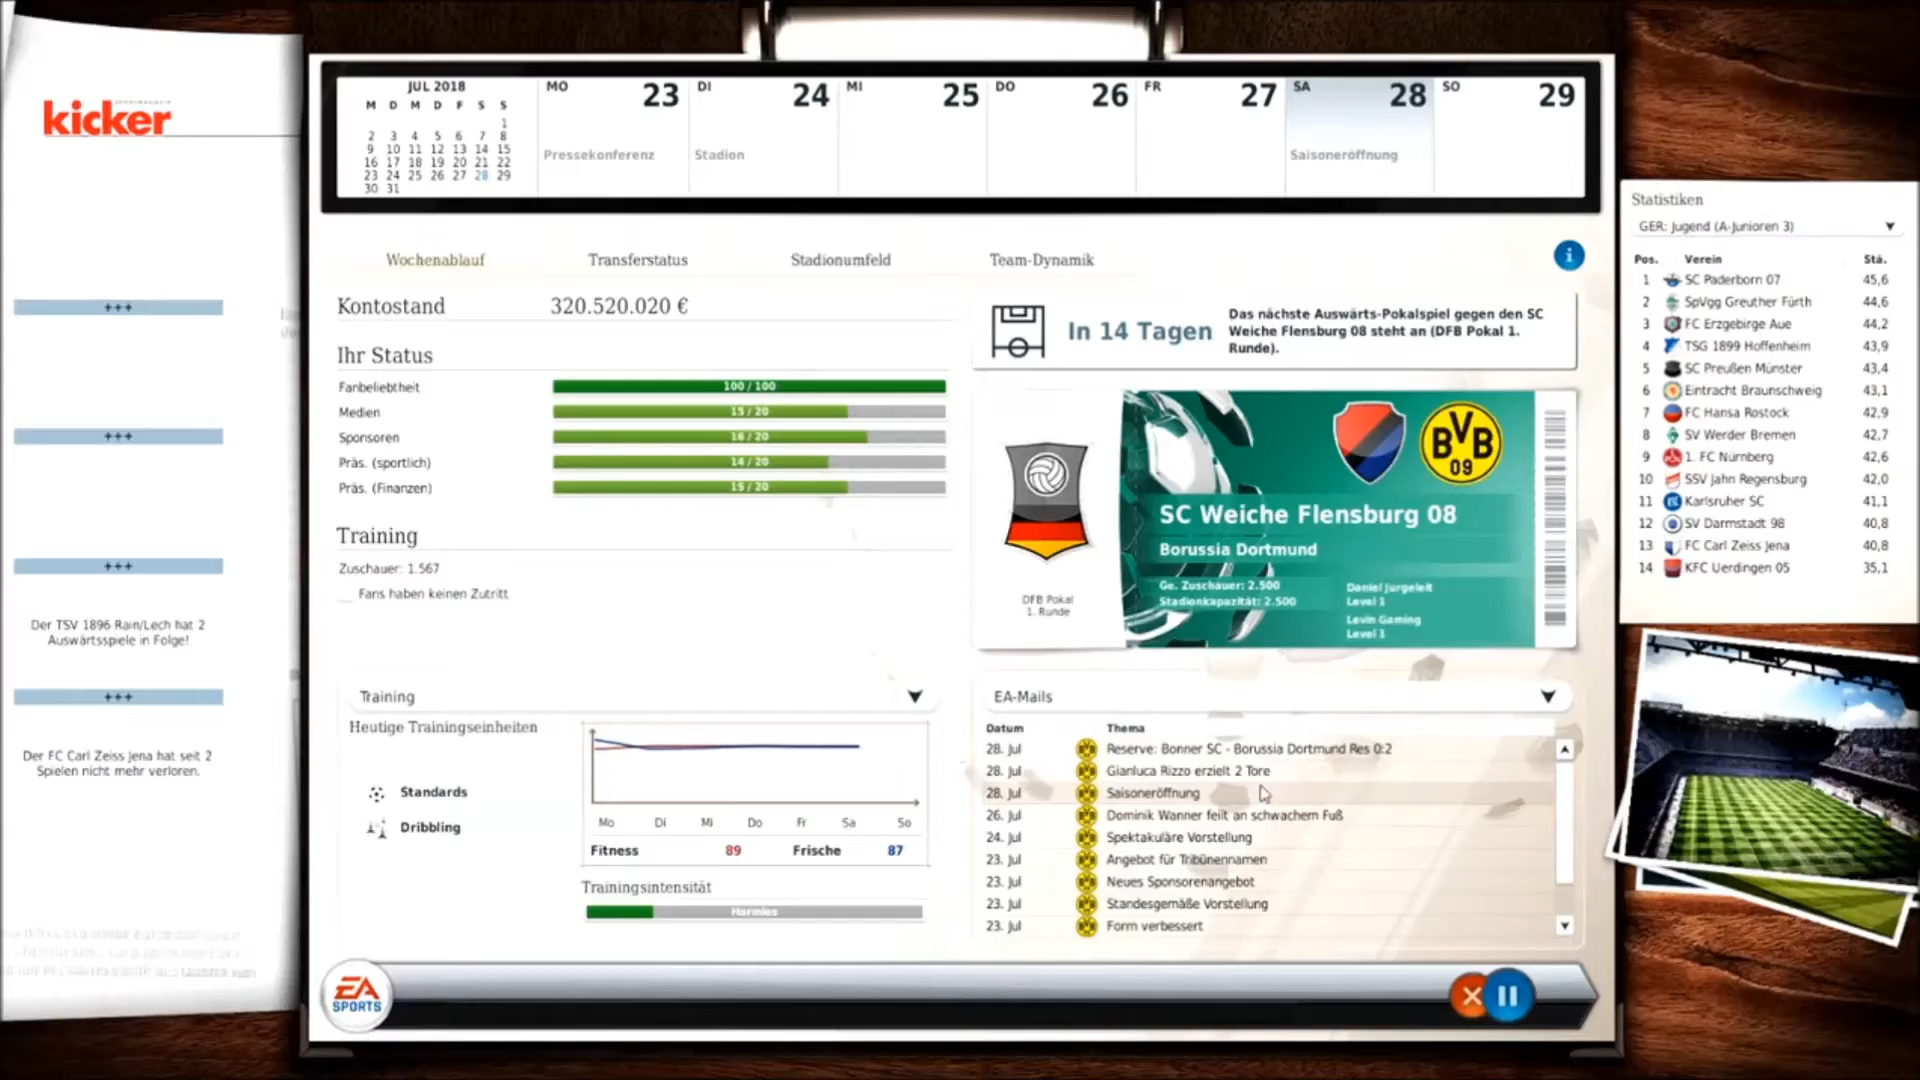 kicker
+++
+++
+++
Der TSV 1896 Rain/Lech hat 2
Auswärtsspiele in Folge!
+++
Der FC Carl Zeiss Jena hat seit 2
Spielen nicht mehr verloren.
JUL 2018
M D M D F S S
1
2 3 4 5 6 7 8
9 10 11 12 13 14 15
16 17 18 19 20 21 22
23 24 25 26 27 28 29
30 31
MO 23
Pressekonferenz
DI 24
Stadion
MI 25
DO 26
FR 27
SA 28
Saisoneröffnung
SO 29
Wochenablauf Transferstatus Stadionumfeld Team-Dynamik
i
Kontostand 320.520.020 €
Ihr Status
Fanbeliebtheit 100 / 100
Medien 15 / 20
Sponsoren 16 / 20
Präs. (sportlich) 14 / 20
Präs. (Finanzen) 15 / 20
Training
Zuschauer: 1.567
Fans haben keinen Zutritt
In 14 Tagen
Das nächste Auswärts-Pokalspiel gegen den SC
Weiche Flensburg 08 steht an (DFB Pokal 1.
Runde).
DFB Pokal
1. Runde
BVB
09
SC Weiche Flensburg 08
Borussia Dortmund
Ge. Zuschauer: 2.500
Stadionkapazität: 2.500
Daniel Jurgeleit
Level 1
Levin Gaming
Level 1
Training
Heutige Trainingseinheiten
Standards
Dribbling
Mo Di Mi Do Fr Sa So
Fitness 89 Frische 87
Trainingsintensität
Harmlos
EA-Mails
Datum Thema
28. Jul Reserve: Bonner SC - Borussia Dortmund Res 0:2
28. Jul Gianluca Rizzo erzielt 2 Tore
28. Jul Saisoneröffnung
26. Jul Dominik Wanner feilt an schwachem Fuß
24. Jul Spektakuläre Vorstellung
23. Jul Angebot für Tribünennamen
23. Jul Neues Sponsorenangebot
23. Jul Standesgemäße Vorstellung
23. Jul Form verbessert
EA
SPORTS
Statistiken
GER: Jugend (A-Junioren 3)
Pos. Verein Stä.
1 SC Paderborn 07 45,6
2 SpVgg Greuther Fürth 44,6
3 FC Erzgebirge Aue 44,2
4 TSG 1899 Hoffenheim 43,9
5 SC Preußen Münster 43,4
6 Eintracht Braunschweig 43,1
7 FC Hansa Rostock 42,9
8 SV Werder Bremen 42,7
9 1. FC Nürnberg 42,6
10 SSV Jahn Regensburg 42,0
11 Karlsruher SC 41,1
12 SV Darmstadt 98 40,8
13 FC Carl Zeiss Jena 40,8
14 KFC Uerdingen 05 35,1